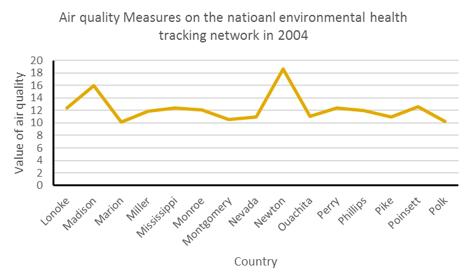 Air quality Measures on the natioanl environmental health
tracking network in 2004
Value of air quality
20
18
16
14
12
10
8
6
4
2
0
Lonoke
Madison
Marion
Miller
Mississippi
Monroe
Montgomery
Nevada
Newton
Ouachita
Perry
Phillips
Pike
Poinsett
Polk
Country